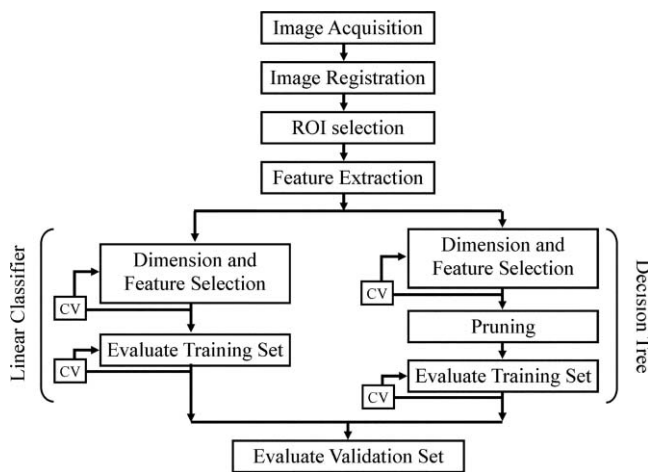 Image Acquisition
Image Registration
ROI selection
Feature Extraction
Linear Classifier
Dimension and
Feature Selection
CV
Evaluate Training Set
CV
Decision Tree
Dimension and
Feature Selection
CV
Pruning
Evaluate Training Set
CV
Evaluate Validation Set